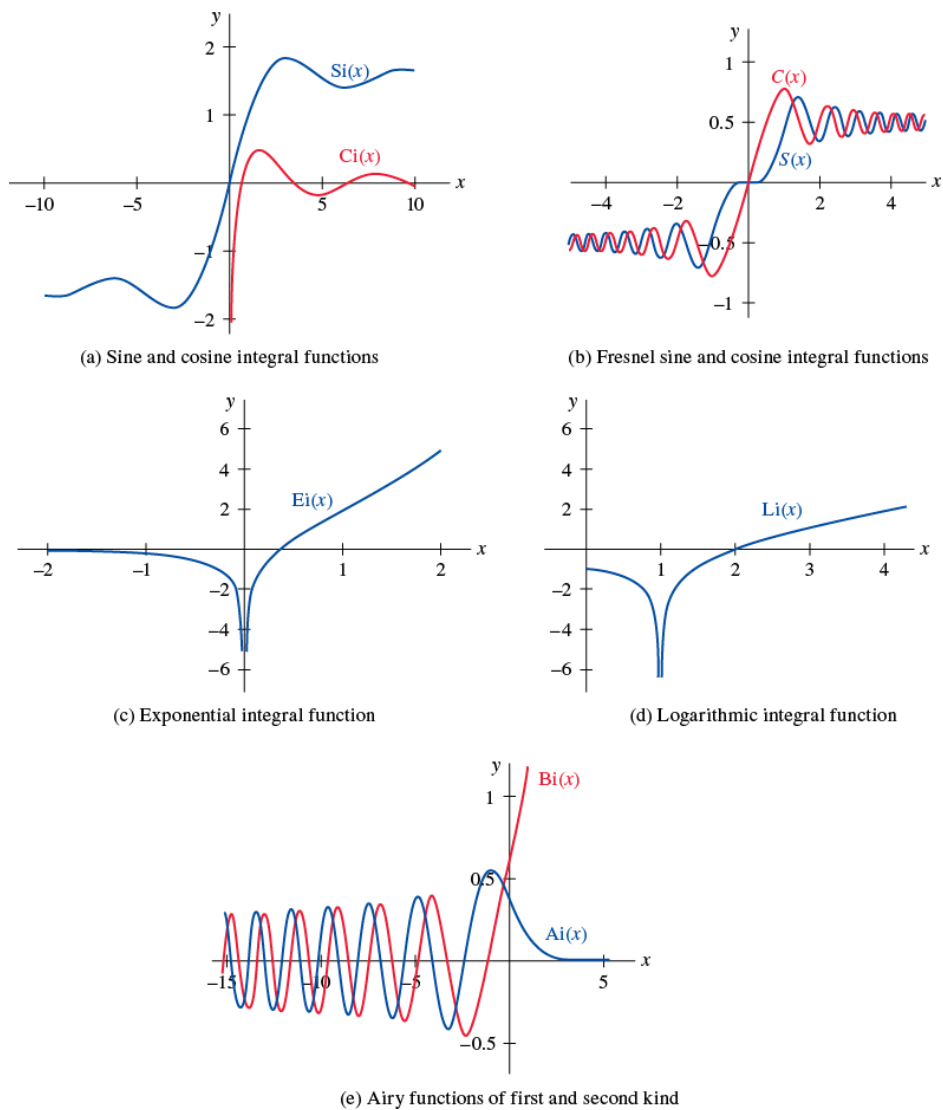 y
2
Si(x)
1
Ci(x)
x
−10
−5
5
10
−1
−2
(a) Sine and cosine integral functions
y
1
C(x)
0.5
S(x)
x
−4
−2
2
4
−0.5
−1
(b) Fresnel sine and cosine integral functions
y
6
4
Ei(x)
2
x
−2
−1
1
2
−2
−4
−6
(c) Exponential integral function
y
6
4
2
Li(x)
x
1
2
3
4
−2
−4
−6
(d) Logarithmic integral function
y
Bi(x)
1
0.5
Ai(x)
x
−15
−10
−5
5
−0.5
(e) Airy functions of first and second kind